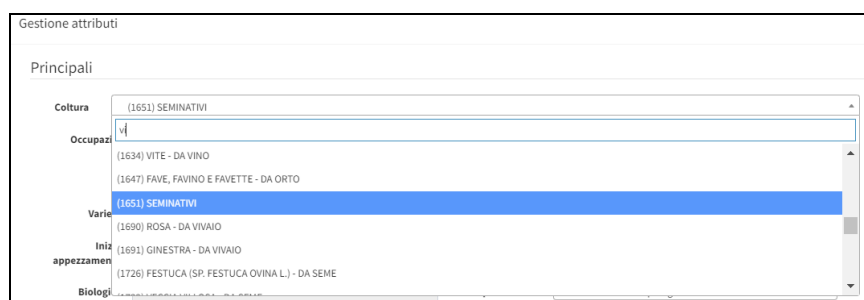 Gestione attributi
Principali
Coltura (1651) SEMINATIVI
vi
Occupazi
(1634) VITE - DA VINO
(1647) FAVE, FAVINO E FAVETTE - DA ORTO
(1651) SEMINATIVI
Varie
(1690) ROSA - DA VIVAIO
Iniz
(1691) GINESTRA - DA VIVAIO
appezzamen
(1726) FESTUCA (SP. FESTUCA OVINA L.) - DA SEME
Biologi